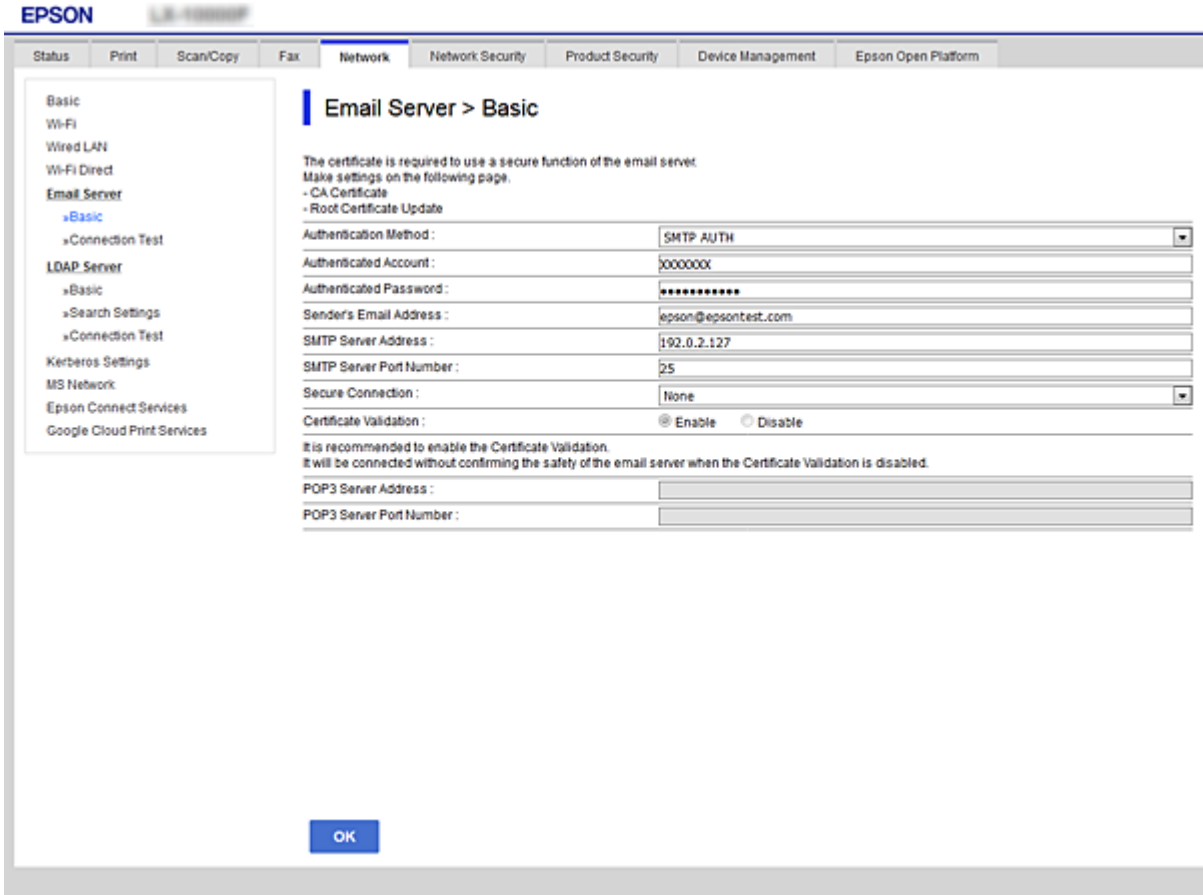 EPSON
Status Print Scan/Copy Fax Network Network Security Product Security Device Management Epson Open Platform
Basic
Wi-Fi
Wired LAN
Wi-Fi Direct
Email Server
»Basic
»Connection Test
LDAP Server
»Basic
»Search Settings
»Connection Test
Kerberos Settings
MS Network
Epson Connect Services
Google Cloud Print Services
Email Server > Basic
The certificate is required to use a secure function of the email server.
Make settings on the following page.
- CA Certificate
- Root Certificate Update
Authentication Method : SMTP AUTH
Authenticated Account : XXXXXXX
Authenticated Password : •••••••••••
Sender's Email Address : epson@epsontest.com
SMTP Server Address : 192.0.2.127
SMTP Server Port Number : 25
Secure Connection : None
Certificate Validation : Enable Disable
It is recommended to enable the Certificate Validation.
It will be connected without confirming the safety of the email server when the Certificate Validation is disabled.
POP3 Server Address :
POP3 Server Port Number :
OK